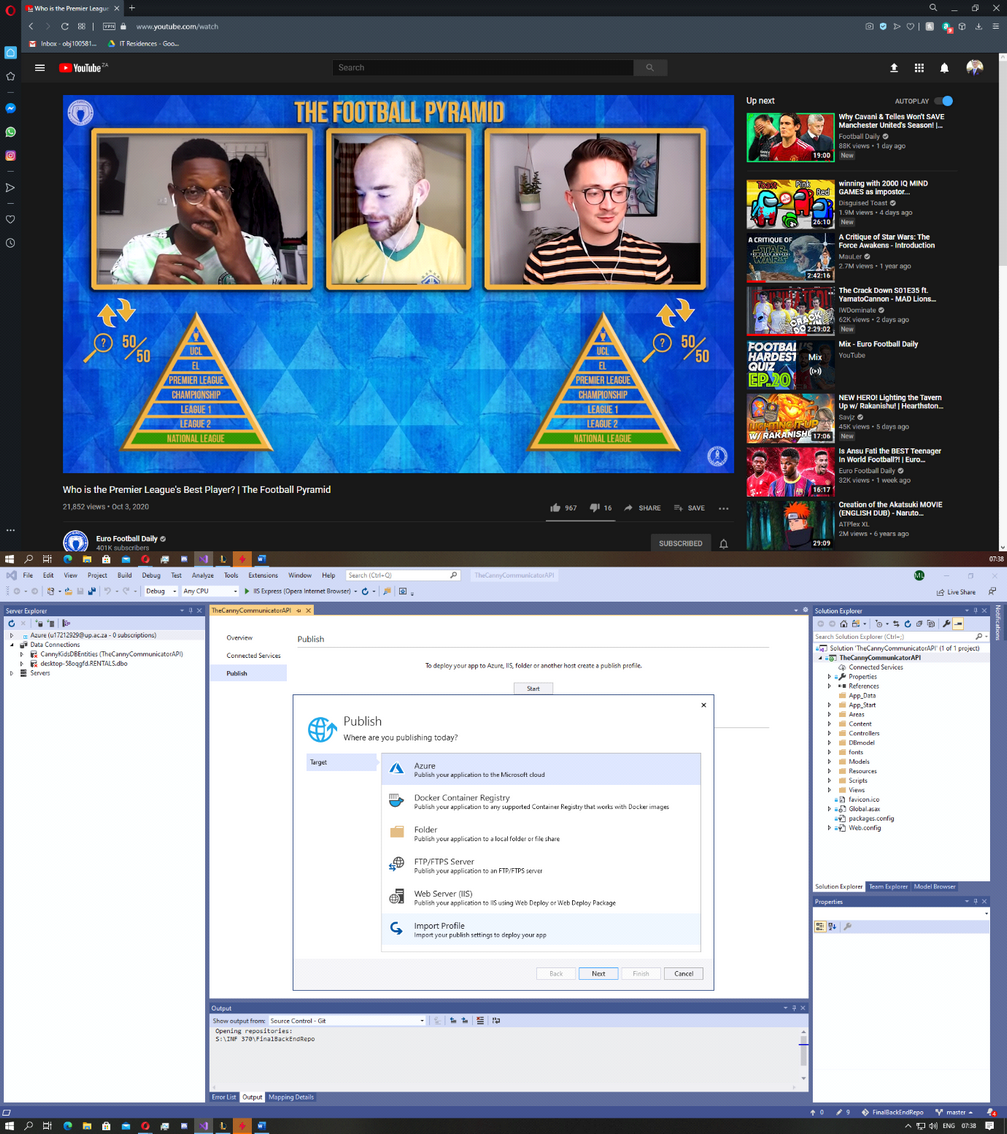 Who is the Premier League
VPN
www.youtube.com/watch
Inbox - obj100581...
IT Residences - Goo...
YouTube ZA
Search
THE FOOTBALL PYRAMID
50/50
UCL
EL
PREMIER LEAGUE
CHAMPIONSHIP
LEAGUE 1
LEAGUE 2
NATIONAL LEAGUE
50/50
UCL
EL
PREMIER LEAGUE
CHAMPIONSHIP
LEAGUE 1
LEAGUE 2
NATIONAL LEAGUE
Who is the Premier League's Best Player? | The Football Pyramid
21,852 views • Oct 3, 2020
967
16
SHARE
SAVE
Euro Football Daily
401K subscribers
SUBSCRIBED
Up next
AUTOPLAY
19:00
Why Cavani & Telles Won't SAVE
Manchester United's Season! |...
Football Daily
88K views • 1 day ago
New
26:10
winning with 2000 IQ MIND
GAMES as impostor...
Disguised Toast
1.9M views • 4 days ago
A CRITIQUE OF
STAR WARS
2:42:16
A Critique of Star Wars: The
Force Awakens - Introduction
MauLer
2.7M views • 1 year ago
CRACK
DOWN
2:29:02
The Crack Down S01E35 ft.
YamatoCannon - MAD Lions...
IWDominate
62K views • 2 days ago
New
FOOTBALL'S
HARDEST
QUIZ
EP.20
Mix
Mix - Euro Football Daily
YouTube
LIGHTING IT UP
W/ RAKANISHU
17:06
NEW HERO! Lighting the Tavern
Up w/ Rakanishu! | Hearthston...
Savjz
45K views • 5 days ago
New
16:17
Is Ansu Fati the BEST Teenager
In World Football?! | Euro...
Euro Football Daily
32K views • 1 week ago
29:09
Creation of the Akatsuki MOVIE
(ENGLISH DUB) - Naruto...
ATPlex XL
2M views • 6 years ago
07:38
File Edit View Project Build Debug Test Analyze Tools Extensions Window Help
Search (Ctrl+Q)
TheCannyCommunicatorAPI
ML
Debug
Any CPU
IIS Express (Opera Internet Browser)
Live Share
Server Explorer
Azure (u17212929@up.ac.za - 0 subscriptions)
Data Connections
CannyKidsDBEntities (TheCannyCommunicatorAPI)
desktop-58oqgfd.RENTALS.dbo
Servers
TheCannyCommunicatorAPI
Overview
Connected Services
Publish
Publish
To deploy your app to Azure, IIS, folder or another host create a publish profile.
Start
Publish
Where are you publishing today?
Target
Azure
Publish your application to the Microsoft cloud
Docker Container Registry
Publish your application to any supported Container Registry that works with Docker images
Folder
Publish your application to a local folder or file share
FTP/FTPS Server
Publish your application to an FTP/FTPS server
Web Server (IIS)
Publish your application to IIS using Web Deploy or Web Deploy Package
Import Profile
Import your publish settings to deploy your app
Back
Next
Finish
Cancel
Output
Show output from: Source Control - Git
Opening repositories:
S:\INF 370\FinalBackEndRepo
Error List
Output
Mapping Details
Solution Explorer
Search Solution Explorer (Ctrl+;)
Solution 'TheCannyCommunicatorAPI' (1 of 1 project)
TheCannyCommunicatorAPI
Connected Services
Properties
References
App_Data
App_Start
Areas
Content
Controllers
DBmodel
fonts
Models
Resources
Scripts
Views
favicon.ico
Global.asax
packages.config
Web.config
Solution Explorer
Team Explorer
Model Browser
Properties
Notifications
0
9
FinalBackEndRepo
master
ENG
07:38